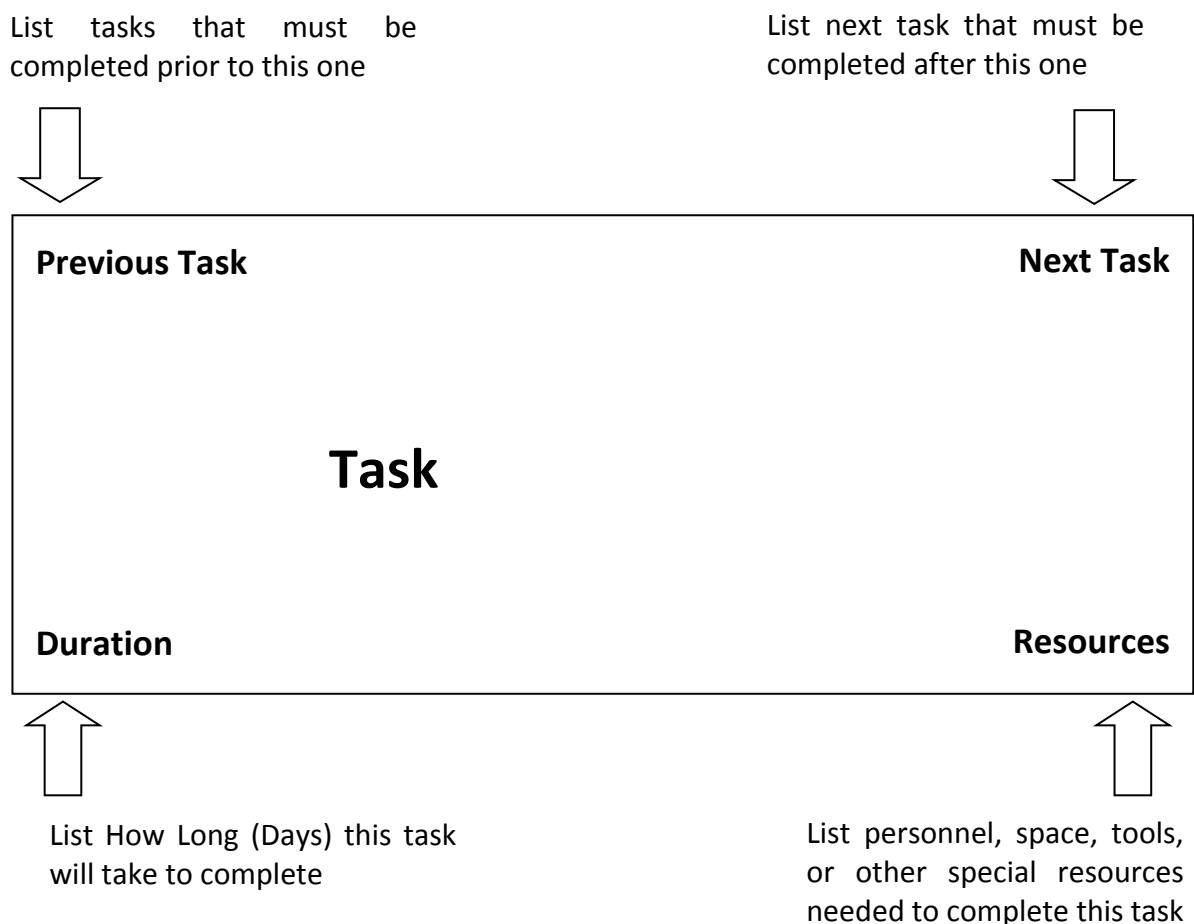 List tasks that must be
completed prior to this one
List next task that must be
completed after this one
Previous Task
Next Task
Task
Duration
Resources
List How Long (Days) this task
will take to complete
List personnel, space, tools,
or other special resources
needed to complete this task